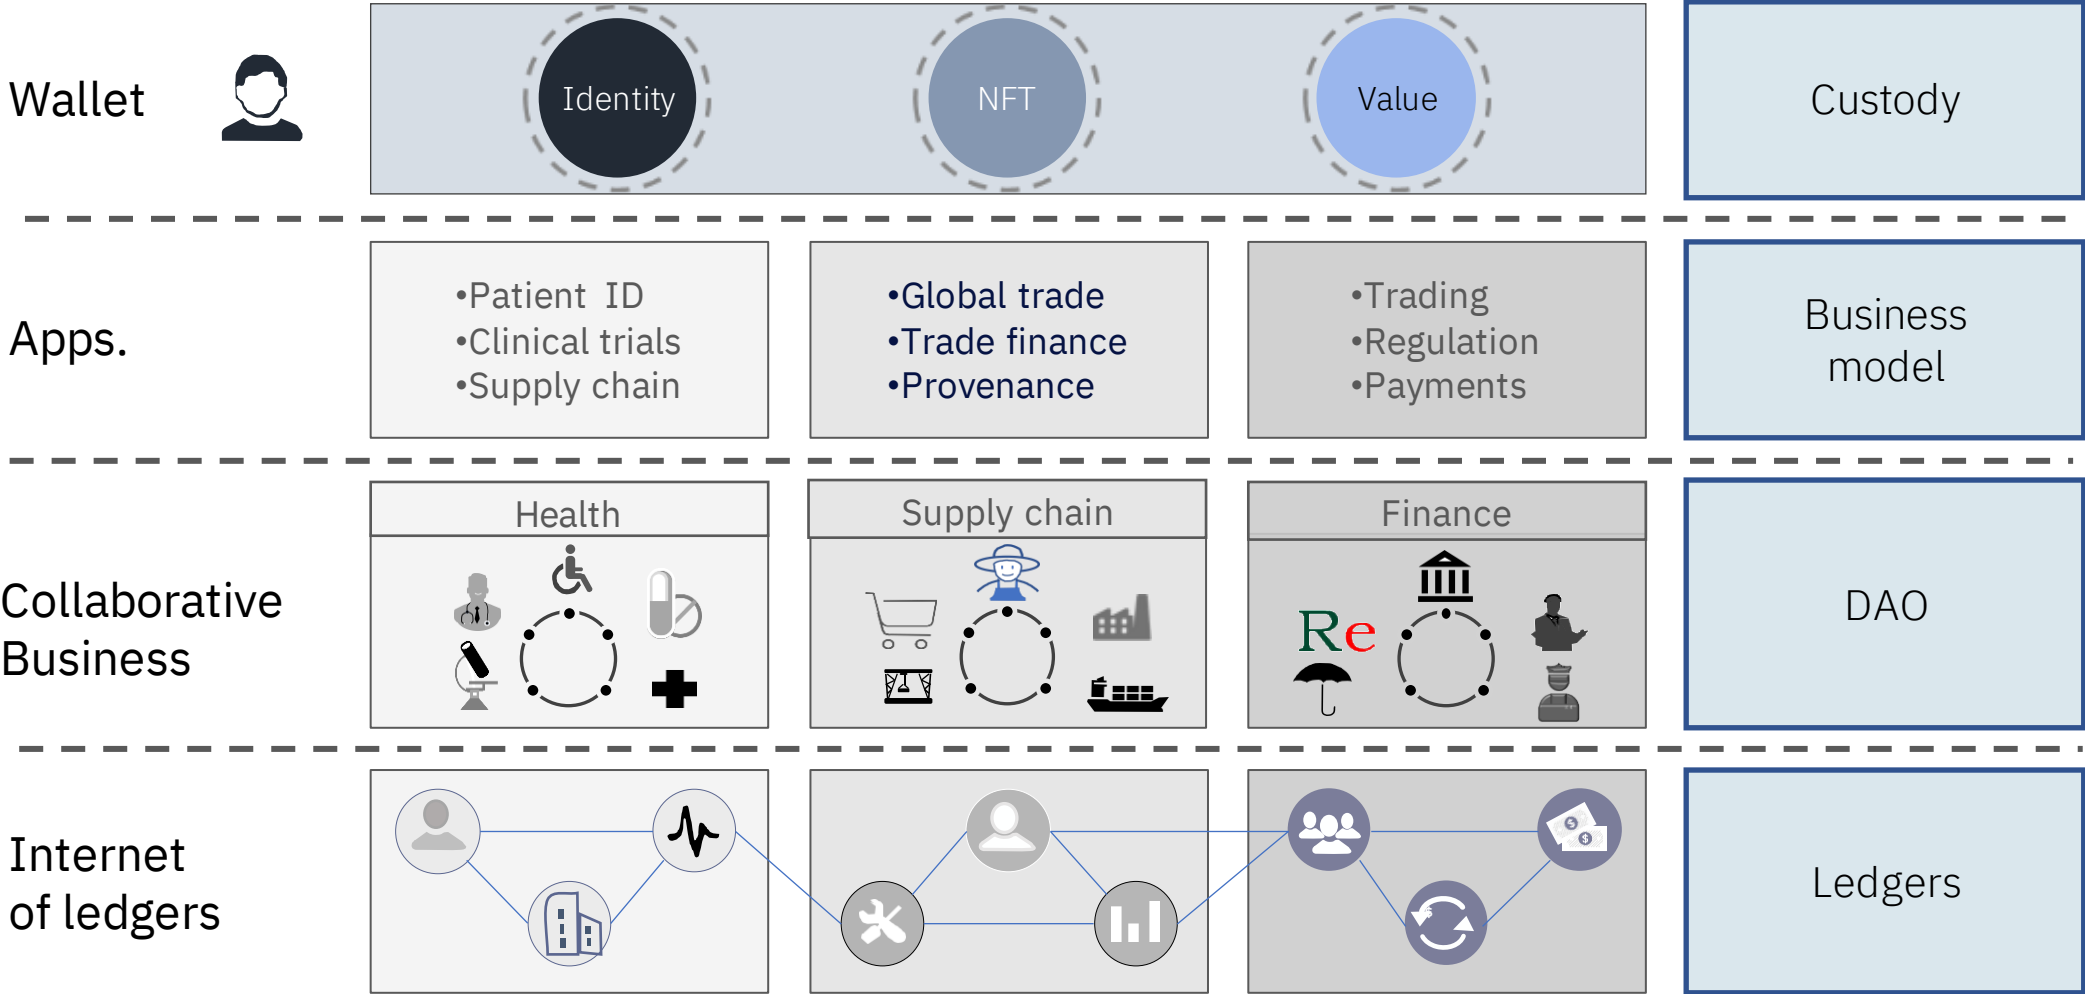 Wallet
Identity
NFT
Value
Custody
Apps.
•Patient ID
•Clinical trials
•Supply chain
•Global trade
•Trade finance
•Provenance
•Trading
•Regulation
•Payments
Business
model
Collaborative
Business
Health
Supply chain
Finance
Re
DAO
Internet
of ledgers
$
$
Ledgers